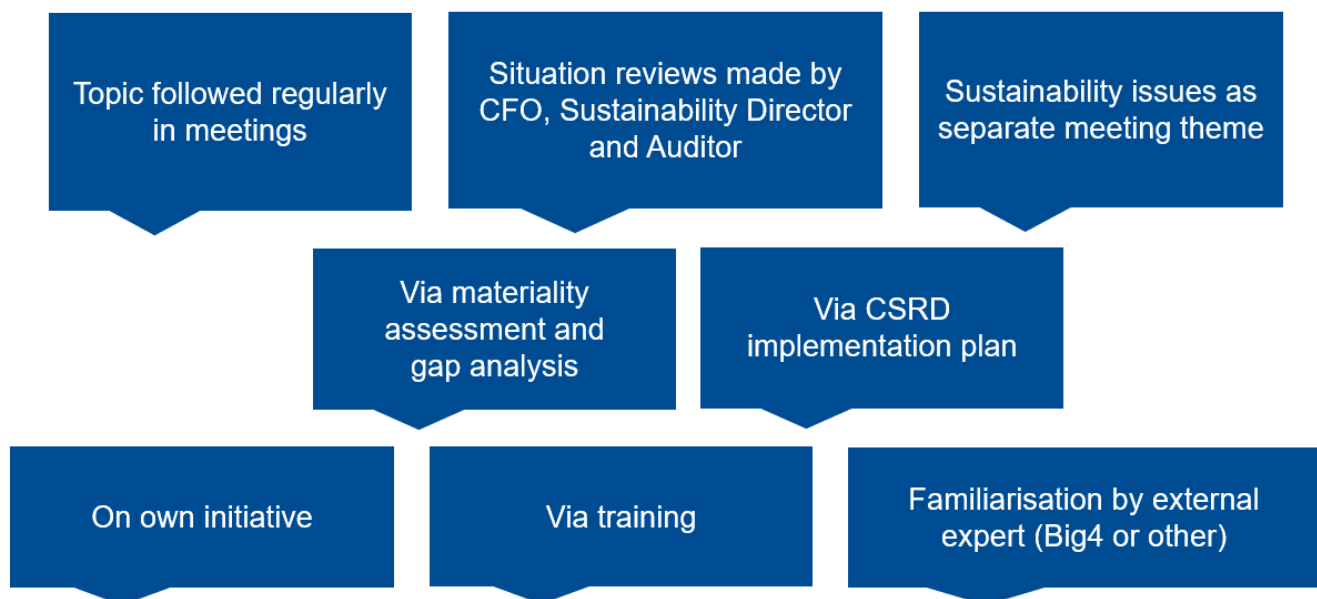 Topic followed regularly
in meetings
Situation reviews made by
CFO, Sustainability Director
and Auditor
Sustainability issues as
separate meeting theme
Via materiality
assessment and
gap analysis
Via CSRD
implementation plan
On own initiative
Via training
Familiarisation by external
expert (Big4 or other)